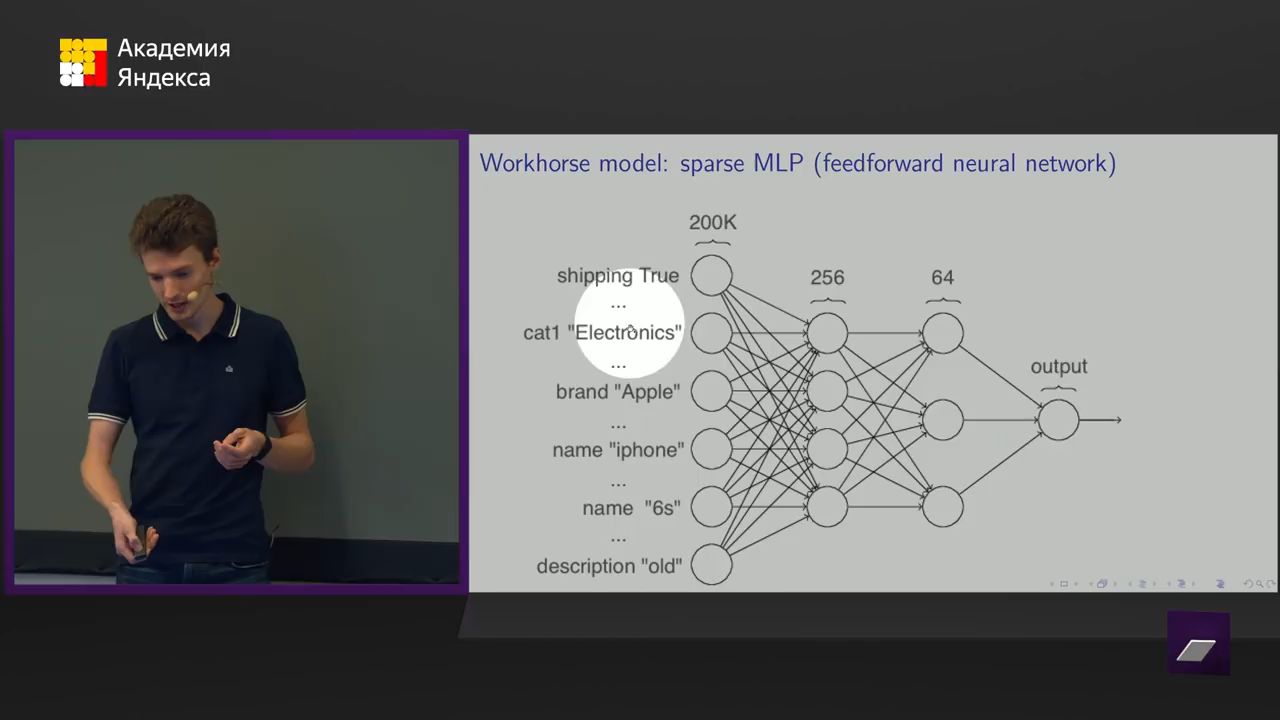 Академия
Яндекса
Workhorse model: sparse MLP (feedforward neural network)
200K
256
64
output
shipping True
...
cat1 "Electronics"
...
brand "Apple"
...
name "iphone"
...
name "6s"
...
description "old"